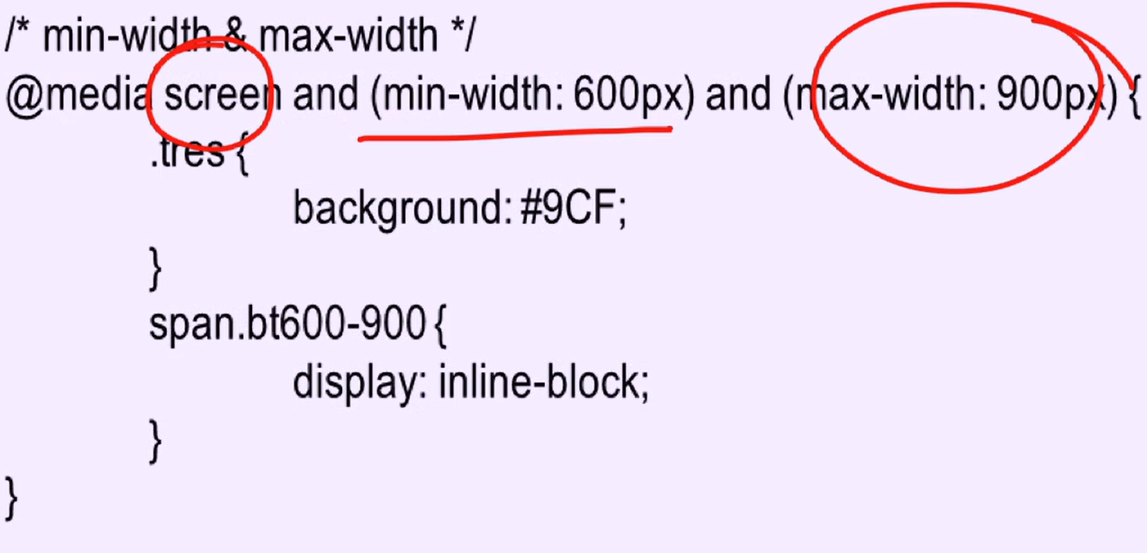 /* min-width & max-width */
@media screen and (min-width: 600px) and (max-width: 900px) {
.tres {
background: #9CF;
}
span.bt600-900 {
display: inline-block;
}
}